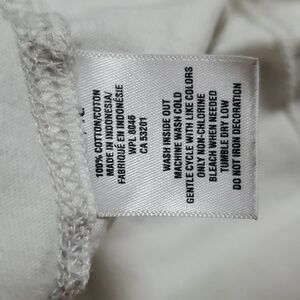 100% COTTON/COTTON
MADE IN INDONESIA/
FABRIQUÉ EN INDONÉSIE
WPL 8046
CA 53201
WASH INSIDE OUT
MACHINE WASH COLD
GENTLE CYCLE WITH LIKE COLORS
ONLY NON-CHLORINE
BLEACH WHEN NEEDED
TUMBLE DRY LOW
DO NOT IRON DECORATION